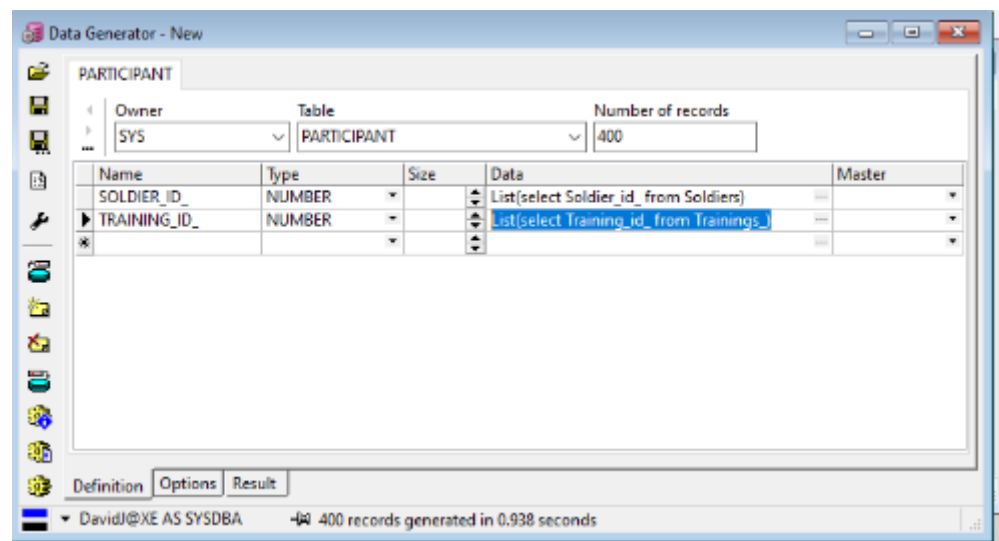 Data Generator - New
PARTICIPANT
Owner Table Number of records
SYS PARTICIPANT 400
Name Type Size Data Master
SOLDIER_ID_ NUMBER List(select Soldier_id_ from Soldiers)
TRAINING_ID_ NUMBER List(select Training_id_ from Trainings_)
Definition Options Result
DavidJ@XE AS SYSDBA 400 records generated in 0.938 seconds